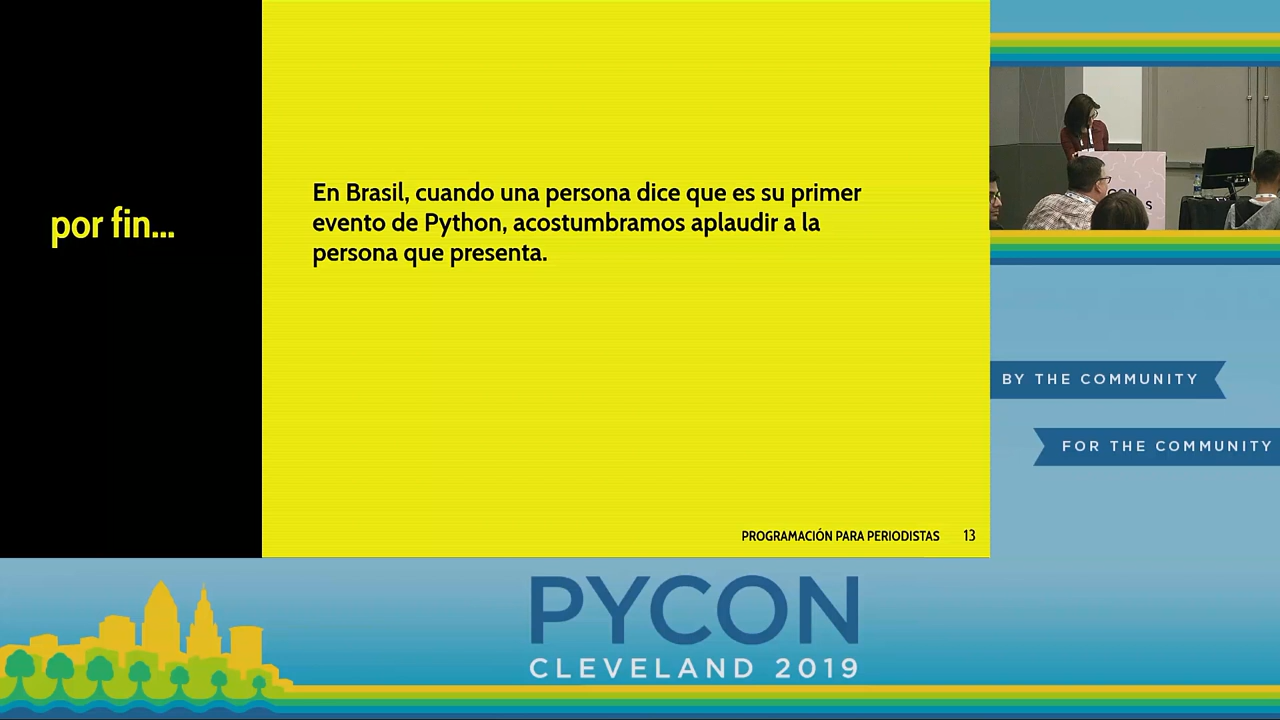 por fin...
En Brasil, cuando una persona dice que es su primer
evento de Python, acostumbramos aplaudir a la
persona que presenta.
PROGRAMACIÓN PARA PERIODISTAS 13
BY THE COMMUNITY
FOR THE COMMUNITY
PYCON
CLEVELAND 2019